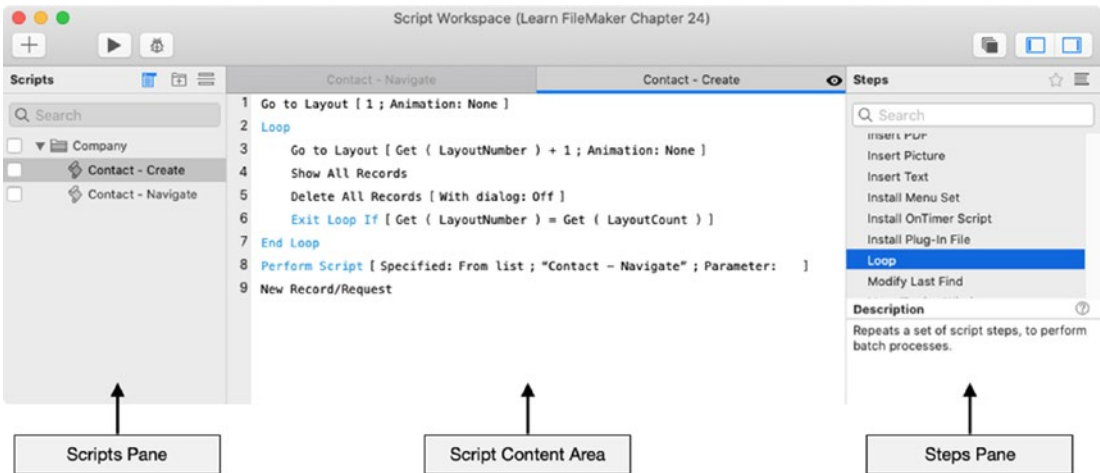 Script Workspace (Learn FileMaker Chapter 24)
Scripts
Search
Company
Contact - Create
Contact - Navigate
Contact - Navigate
Contact - Create
1 Go to Layout [ 1 ; Animation: None ]
2 Loop
3 Go to Layout [ Get ( LayoutNumber ) + 1 ; Animation: None ]
4 Show All Records
5 Delete All Records [ With dialog: Off ]
6 Exit Loop If [ Get ( LayoutNumber ) = Get ( LayoutCount ) ]
7 End Loop
8 Perform Script [ Specified: From list ; “Contact – Navigate” ; Parameter: ]
9 New Record/Request
Steps
Search
Insert PDF
Insert Picture
Insert Text
Install Menu Set
Install OnTimer Script
Install Plug-In File
Loop
Modify Last Find
Description
Repeats a set of script steps, to perform
batch processes.
Scripts Pane
Script Content Area
Steps Pane